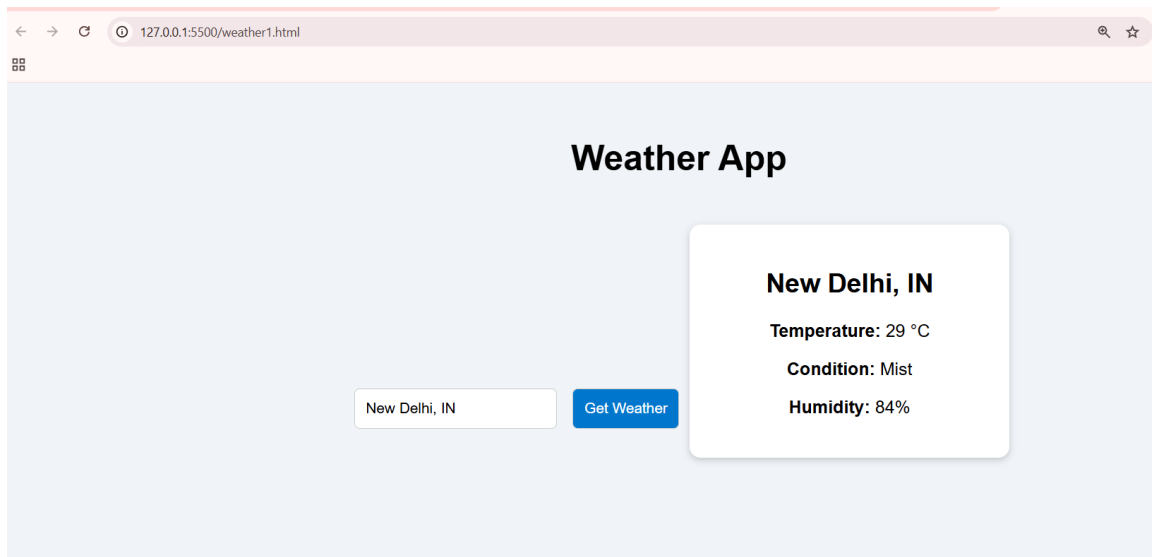 127.0.0.1:5500/weather1.html
Weather App
New Delhi, IN
Temperature: 29 °C
Condition: Mist
Humidity: 84%
New Delhi, IN
Get Weather